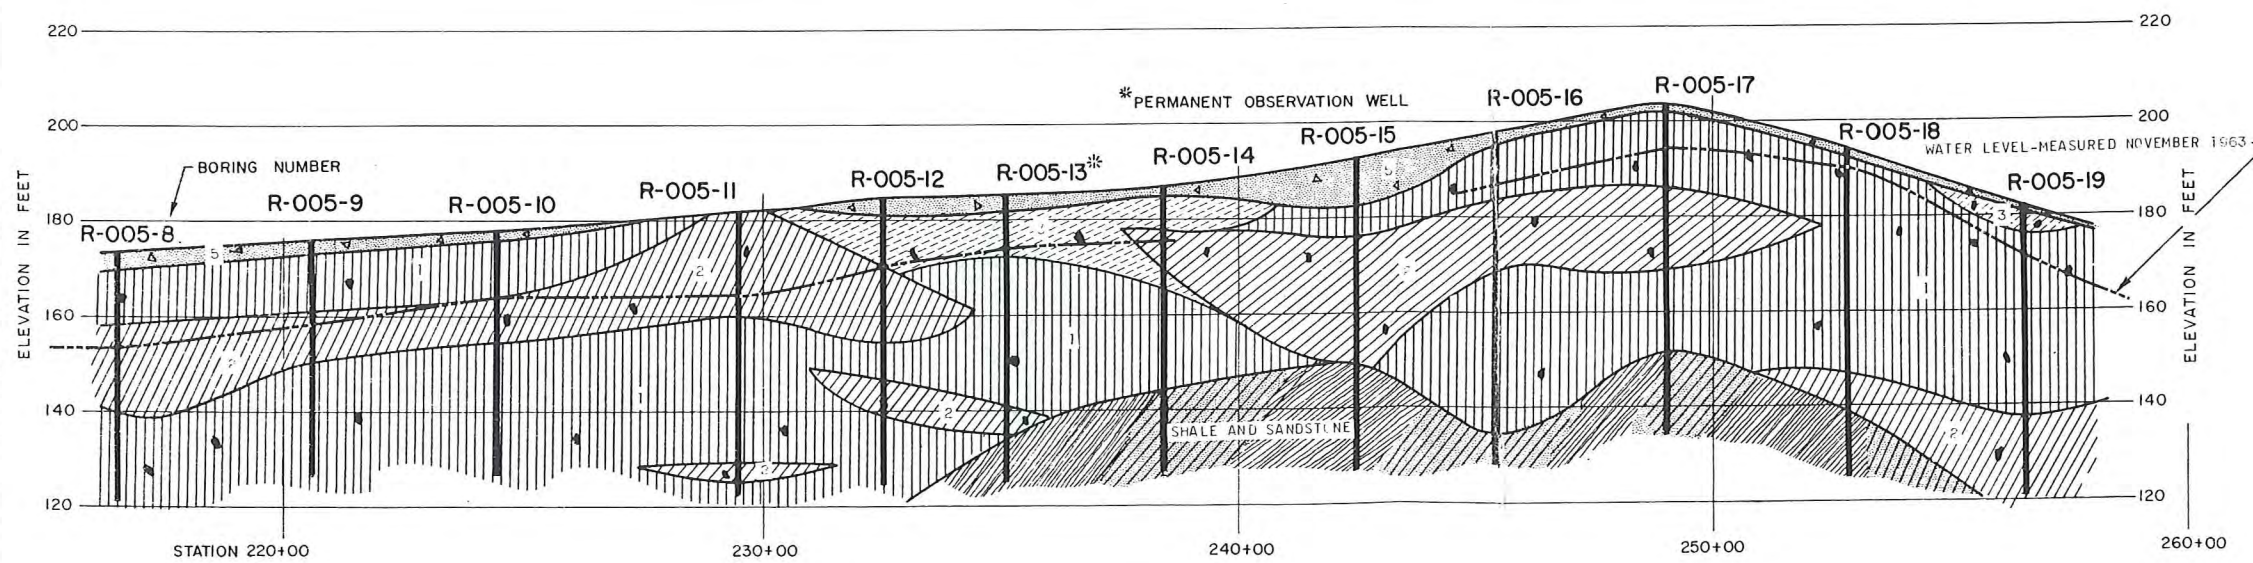 220
220
R-005-17
R-005-16
*PERMANENT OBSERVATION WELL
200
200
R-005-15
R-005-18
WATER LEVEL-MEASURED NOVEMBER 1963
R-005-14
BORING NUMBER
R-005-13*
R-005-12
R-005-11
R-005-19
R-005-9
R-005-10
R-005-8
180
180
5
5
3
1
2
2
1
1
160
160
ELEVATION IN FEET
ELEVATION IN FEET
1
2
2
140
140
SHALE AND SANDSTONE
2
120
120
STATION 220+00
230+00
240+00
250+00
260+00